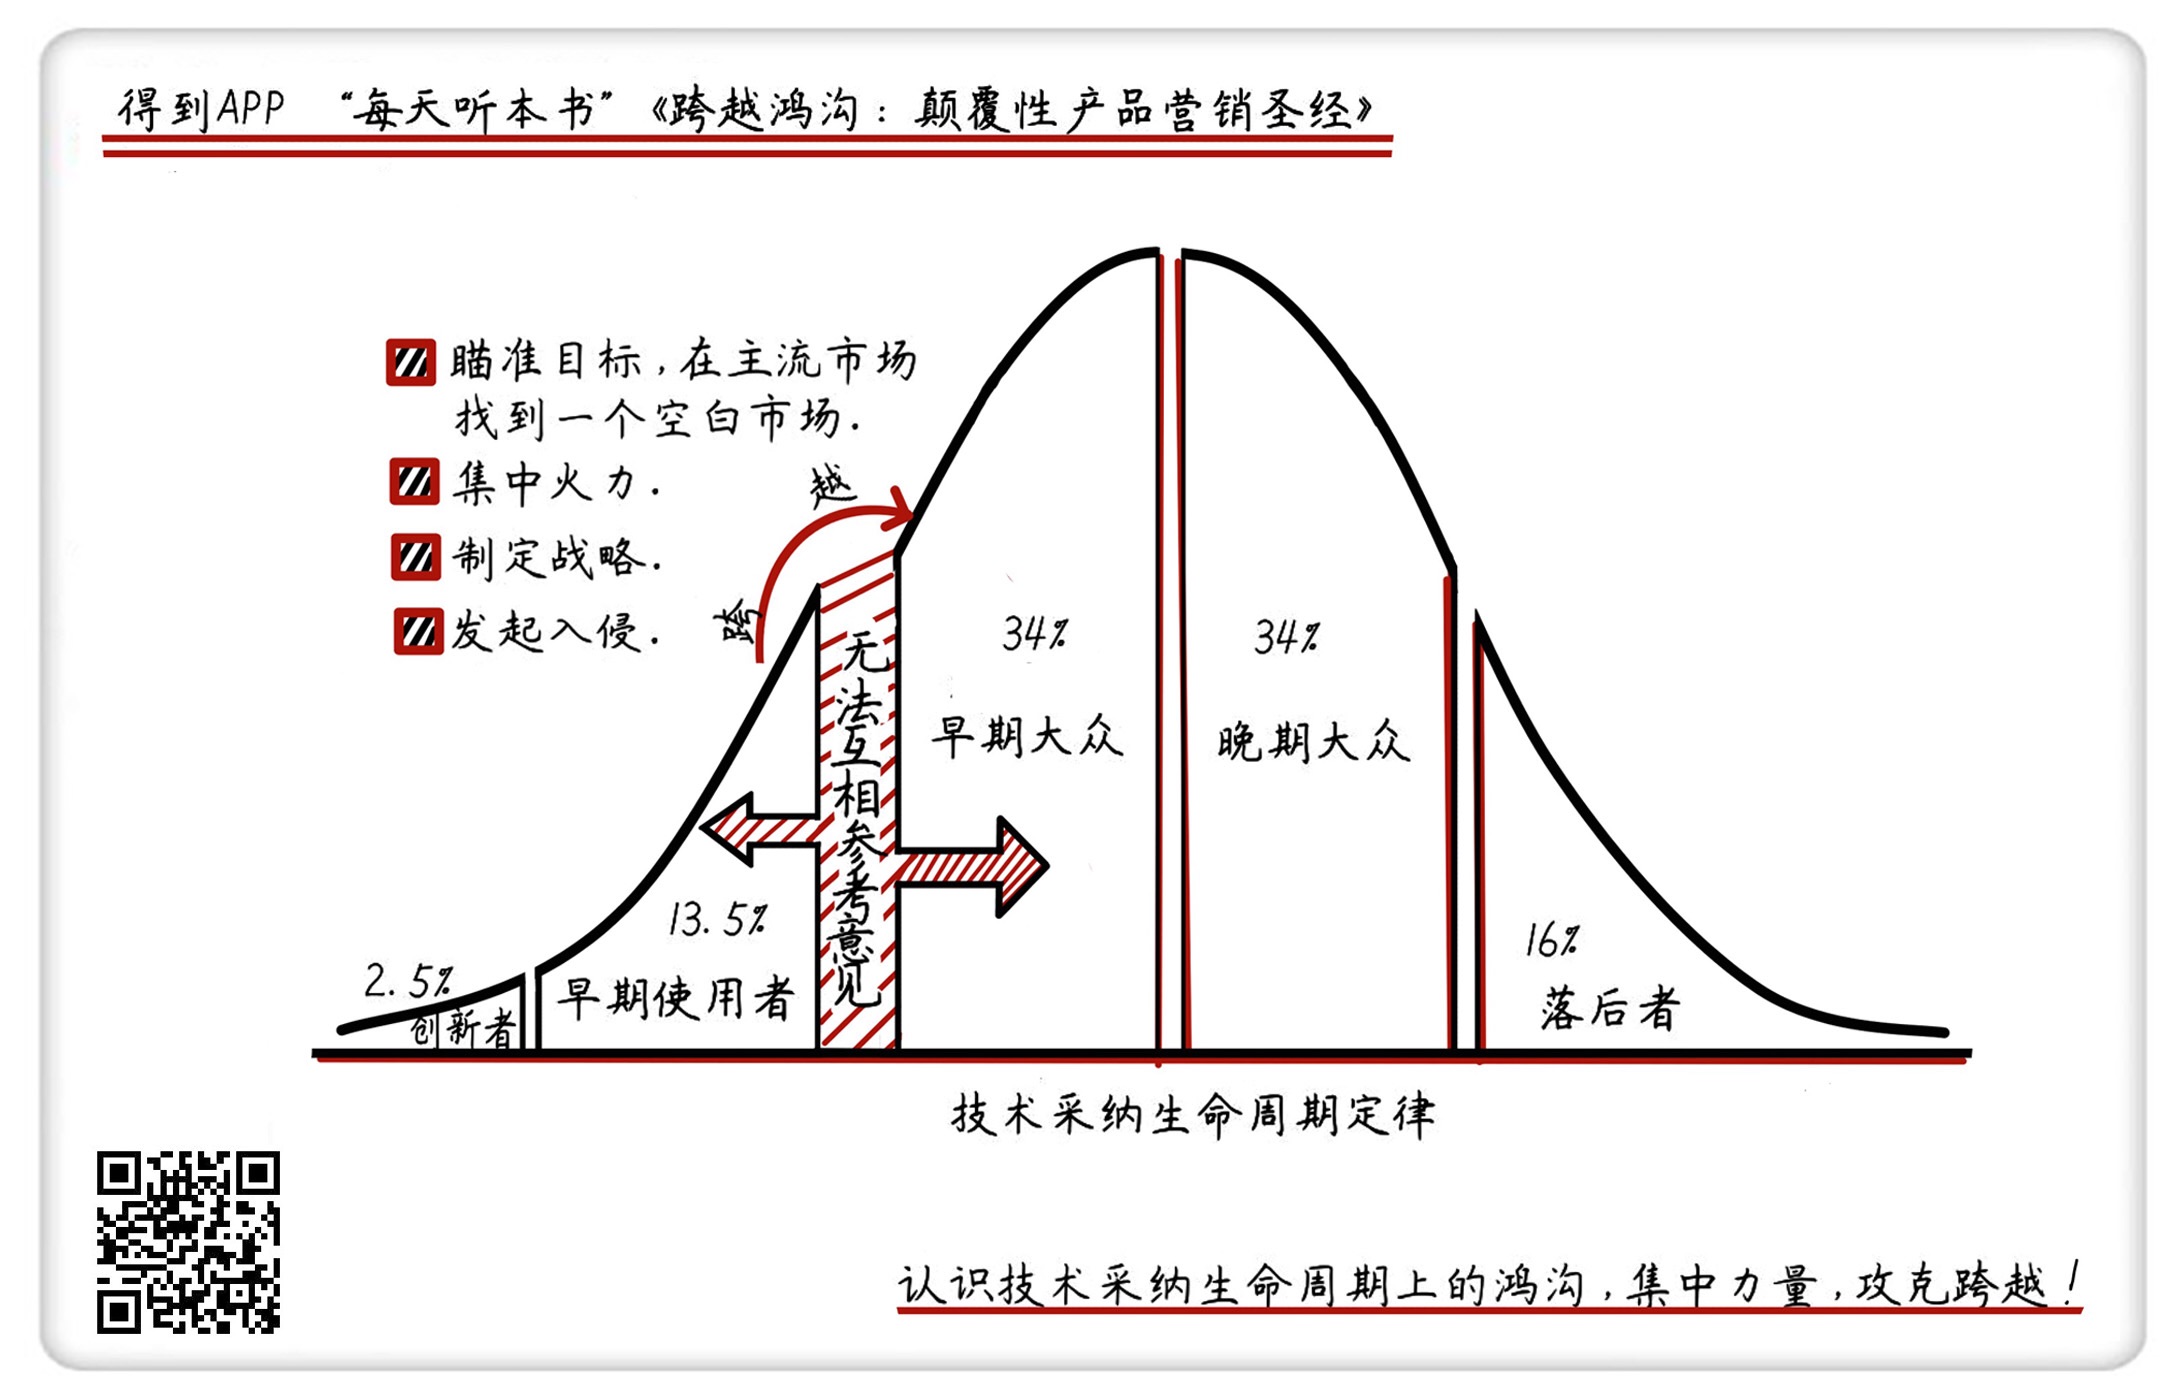 得到APP “每天听本书”《跨越鸿沟：颠覆性产品营销圣经》
瞄准目标，在主流市场
找到一个空白市场.
集中火力.
制定战略.
发起入侵.
跨
越
无法互相参考意见
2.5%
创新者
13.5%
早期使用者
34%
早期大众
34%
晚期大众
16%
落后者
技术采纳生命周期定律
认识技术采纳生命周期上的鸿沟，集中力量，攻克跨越！